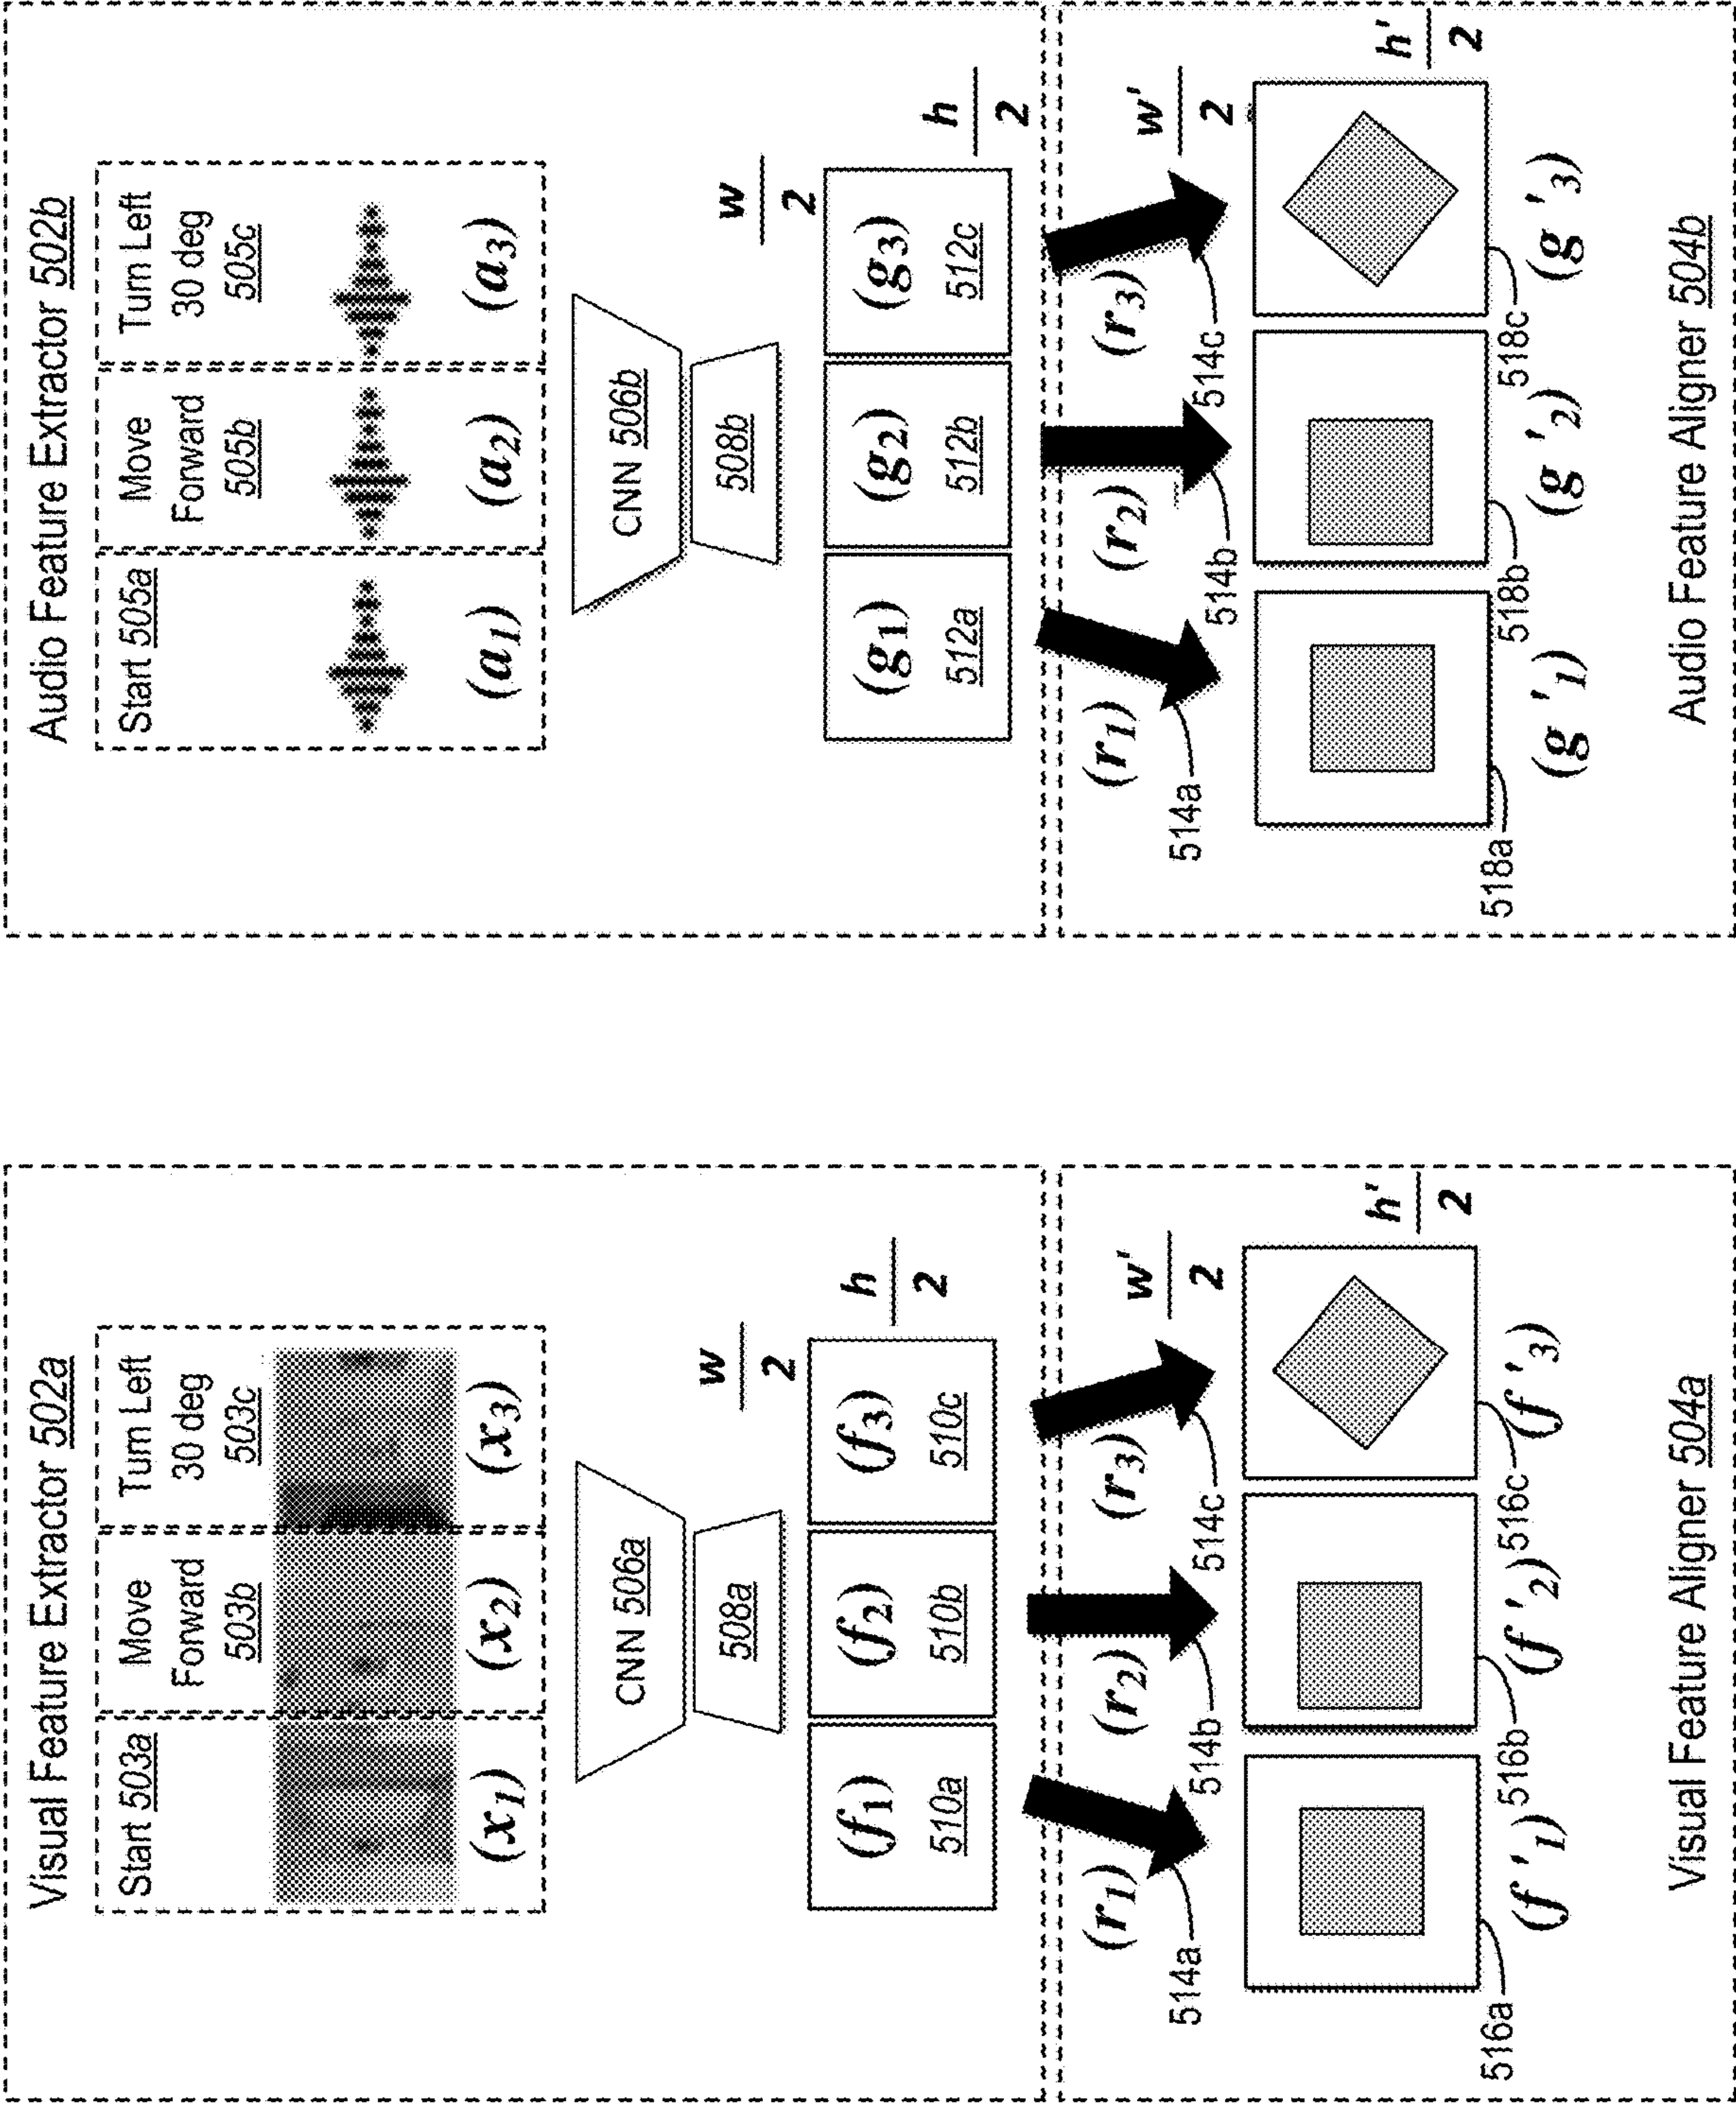 Visual Feature Extractor 502a
Start 503a
Move
Forward
503b
Turn Left
30 deg
503c
(x1)
(x2)
(x3)
CNN 506a
508a
w
2
h
2
(f1)
510a
(f2)
510b
(f3)
510c
(r1)
514a
(r2)
514b
(r3)
514c
w'
2
h'
2
516a
(f '1)
516b
(f '2)
516c
(f '3)
Visual Feature Aligner 504a
Audio Feature Extractor 502b
Start 505a
Move
Forward
505b
Turn Left
30 deg
505c
(a1)
(a2)
(a3)
CNN 506b
508b
w
2
h
2
(g1)
512a
(g2)
512b
(g3)
512c
(r1)
514a
(r2)
514b
(r3)
514c
w'
2
h'
2
518a
(g '1)
518b
(g '2)
518c
(g '3)
Audio Feature Aligner 504b